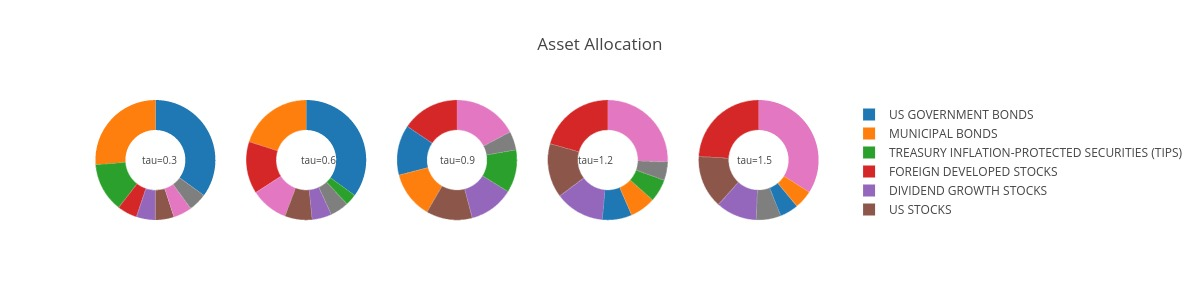 Asset Allocation
tau=0.3
tau=0.6
tau=0.9
tau=1.2
tau=1.5
US GOVERNMENT BONDS
MUNICIPAL BONDS
TREASURY INFLATION-PROTECTED SECURITIES (TIPS)
FOREIGN DEVELOPED STOCKS
DIVIDEND GROWTH STOCKS
US STOCKS